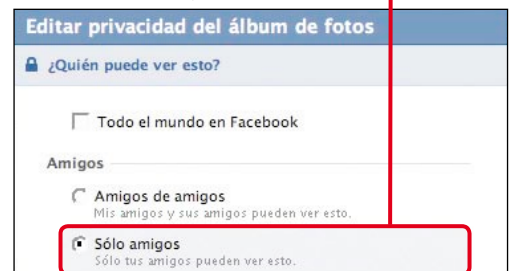 Editar privacidad del álbum de fotos
¿Quién puede ver esto?
Todo el mundo en Facebook
Amigos
Amigos de amigos
Mis amigos y sus amigos pueden ver esto.
Sólo amigos
Sólo tus amigos pueden ver esto.